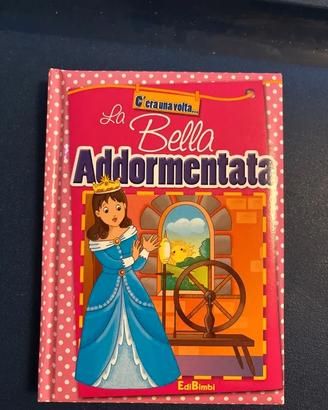 C'era una volta...
La
Bella
Addormentata
EdiBimbi